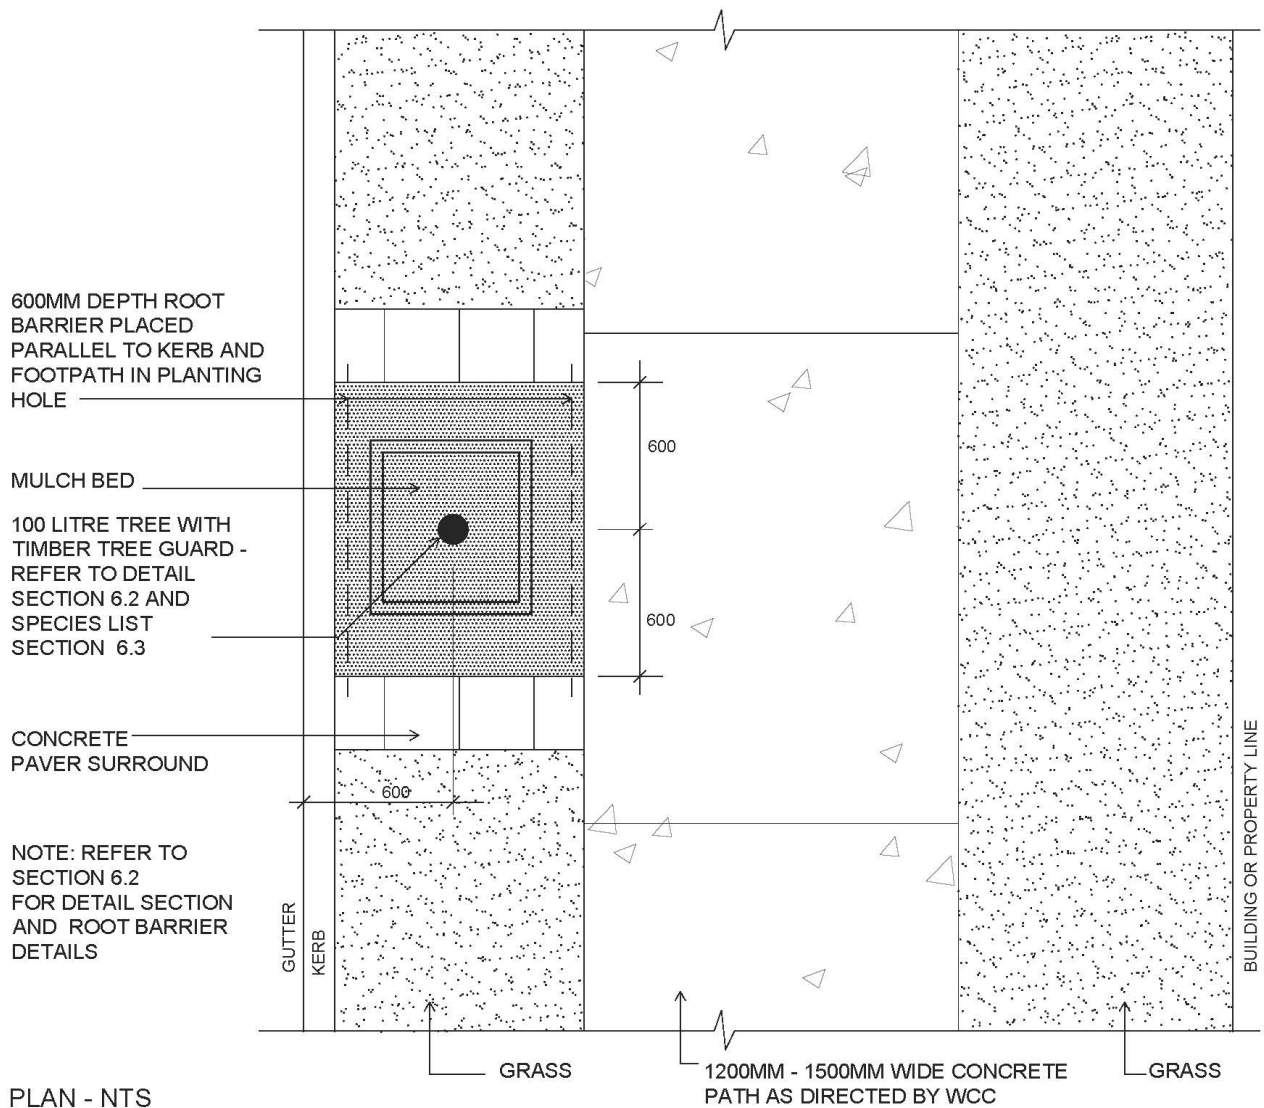 600MM DEPTH ROOT
BARRIER PLACED
PARALLEL TO KERB AND
FOOTPATH IN PLANTING
HOLE
600
MULCH BED
100 LITRE TREE WITH
TIMBER TREE GUARD -
REFER TO DETAIL
SECTION 6.2 AND
SPECIES LIST
SECTION 6.3
600
CONCRETE
PAVER SURROUND
600
NOTE: REFER TO
SECTION 6.2
FOR DETAIL SECTION
AND ROOT BARRIER
DETAILS
GUTTER
KERB
BUILDING OR PROPERTY LINE
GRASS
1200MM - 1500MM WIDE CONCRETE
PATH AS DIRECTED BY WCC
GRASS
PLAN - NTS